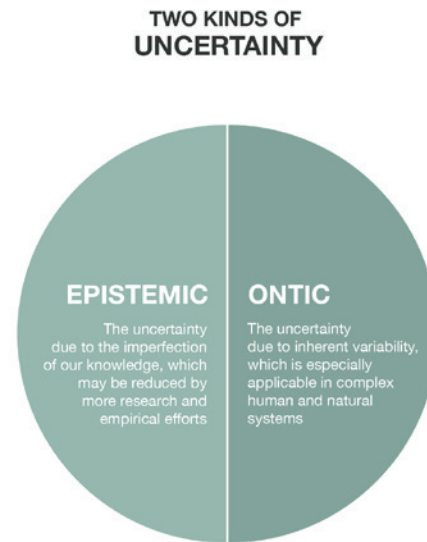 TWO KINDS OF
UNCERTAINTY
EPISTEMIC
The uncertainty
due to the imperfection
of our knowledge, which
may be reduced by
more research and
empirical efforts
ONTIC
The uncertainty
due to inherent variability,
which is especially
applicable in complex
human and natural
systems